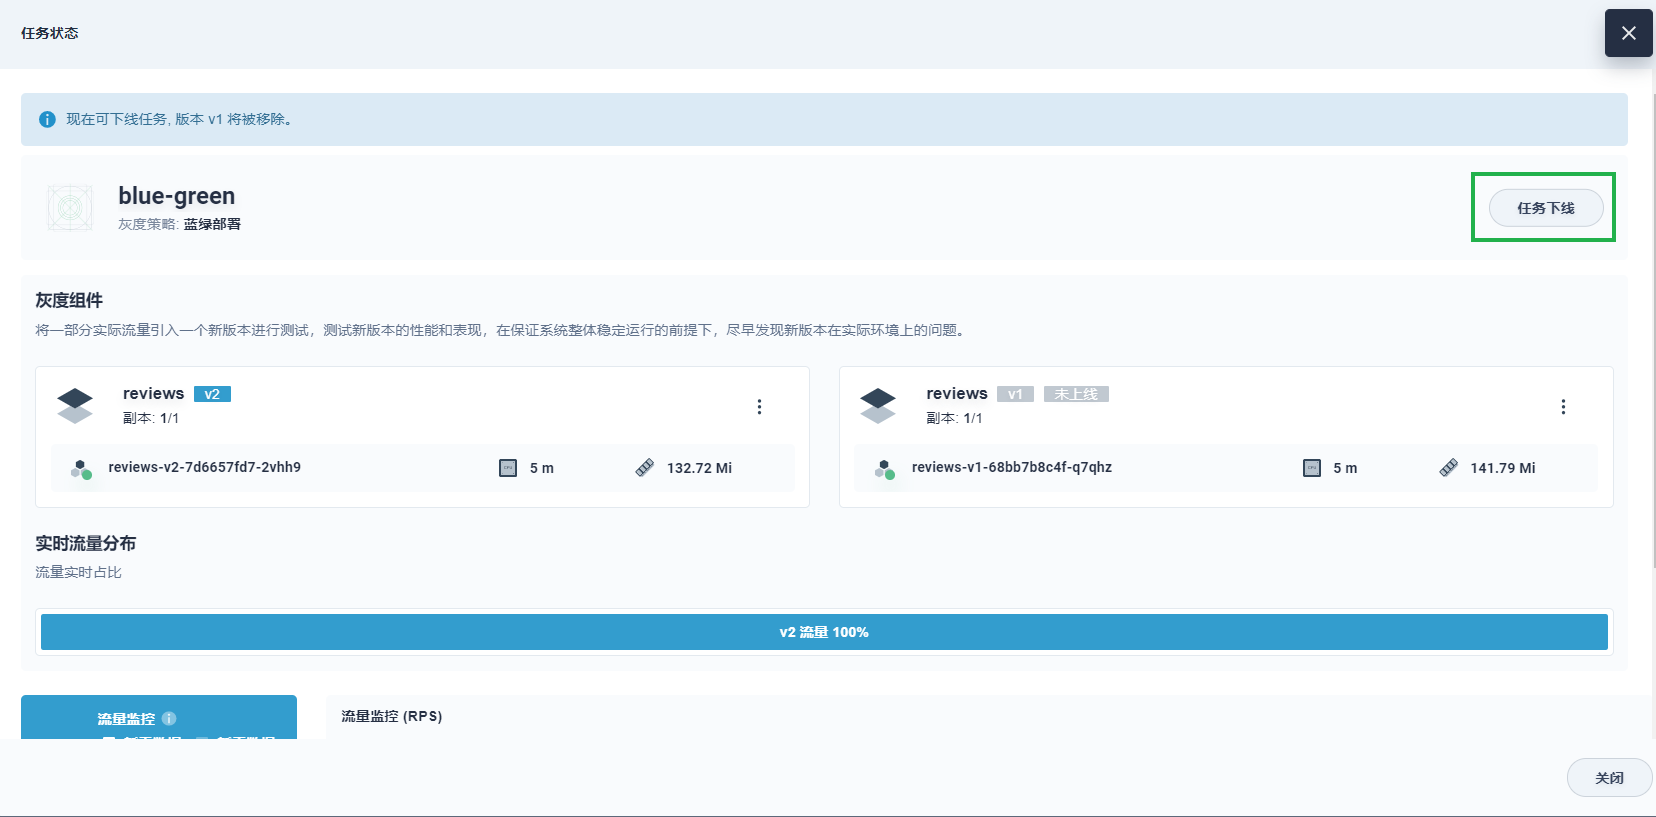 任务状态
现在可下线任务, 版本 v1 将被移除。
blue-green
灰度策略: 蓝绿部署
任务下线
灰度组件
将一部分实际流量引入一个新版本进行测试，测试新版本的性能和表现，在保证系统整体稳定运行的前提下，尽早发现新版本在实际环境上的问题。
reviews v2
副本: 1/1
reviews-v2-7d6657fd7-2vhh9 5 m 132.72 Mi
reviews v1 未上线
副本: 1/1
reviews-v1-68bb7b8c4f-q7qhz 5 m 141.79 Mi
实时流量分布
流量实时占比
v2 流量 100%
流量监控
流量监控 (RPS)
关闭